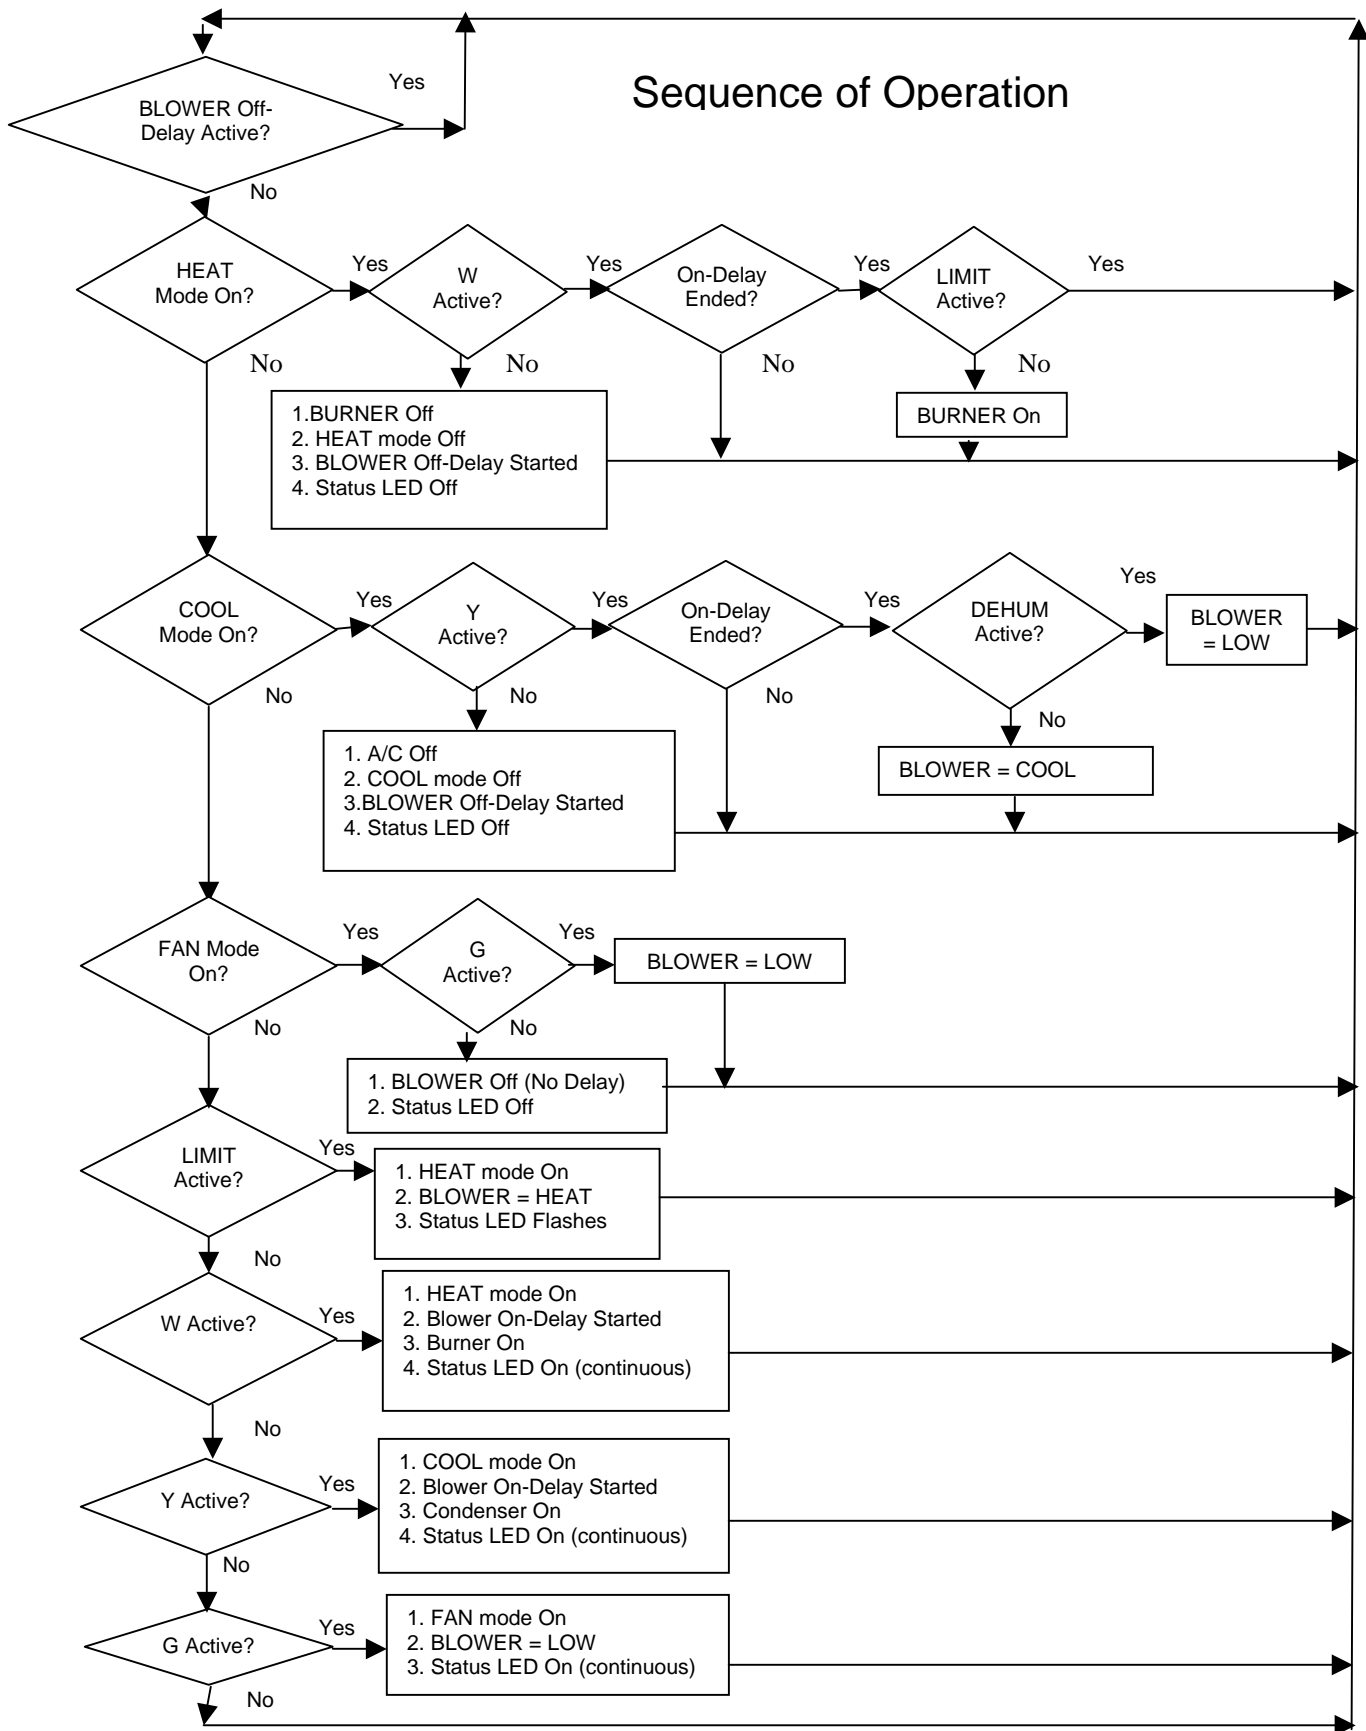 Sequence of Operation
BLOWER Off-
Delay Active?
Yes
No
HEAT
Mode On?
Yes
W
Active?
Yes
On-Delay
Ended?
Yes
LIMIT
Active?
Yes
No
No
No
No
1.BURNER Off
2. HEAT mode Off
3. BLOWER Off-Delay Started
4. Status LED Off
BURNER On
COOL
Mode On?
Yes
Y
Active?
Yes
On-Delay
Ended?
Yes
DEHUM
Active?
Yes
BLOWER
= LOW
No
No
No
No
1. A/C Off
2. COOL mode Off
3.BLOWER Off-Delay Started
4. Status LED Off
BLOWER = COOL
FAN Mode
On?
Yes
G
Active?
Yes
BLOWER = LOW
No
No
1. BLOWER Off (No Delay)
2. Status LED Off
LIMIT
Active?
Yes
1. HEAT mode On
2. BLOWER = HEAT
3. Status LED Flashes
No
W Active?
Yes
1. HEAT mode On
2. Blower On-Delay Started
3. Burner On
4. Status LED On (continuous)
No
Y Active?
Yes
1. COOL mode On
2. Blower On-Delay Started
3. Condenser On
4. Status LED On (continuous)
No
G Active?
Yes
1. FAN mode On
2. BLOWER = LOW
3. Status LED On (continuous)
No